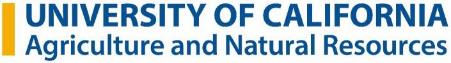 UNIVERSITY OF CALIFORNIA
Agriculture and Natural Resources